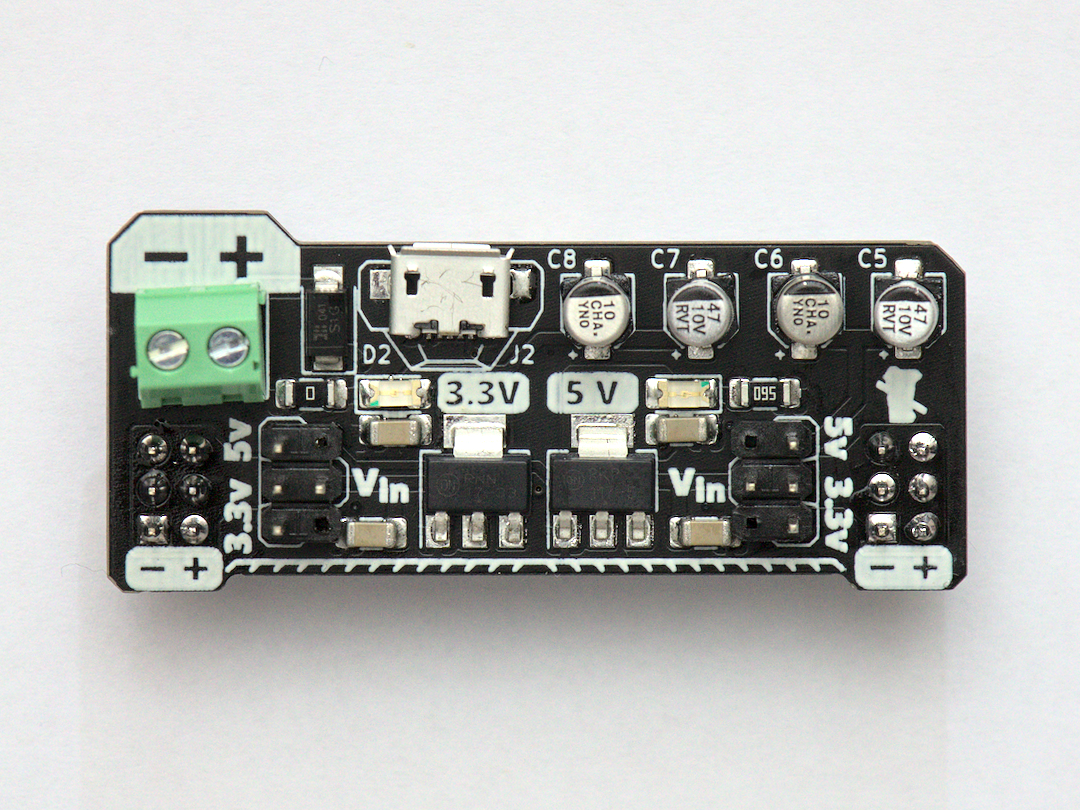 − +
C8 C7 C6 C5
10
CHA.
YNO
47
10V
RVT
10
CHA.
YNO
47
10V
RVT
+ + + +
D2 J2
0
3.3V 5 V
5V
3.3V
Vin
Vin
5V
3.3V
− +
− +